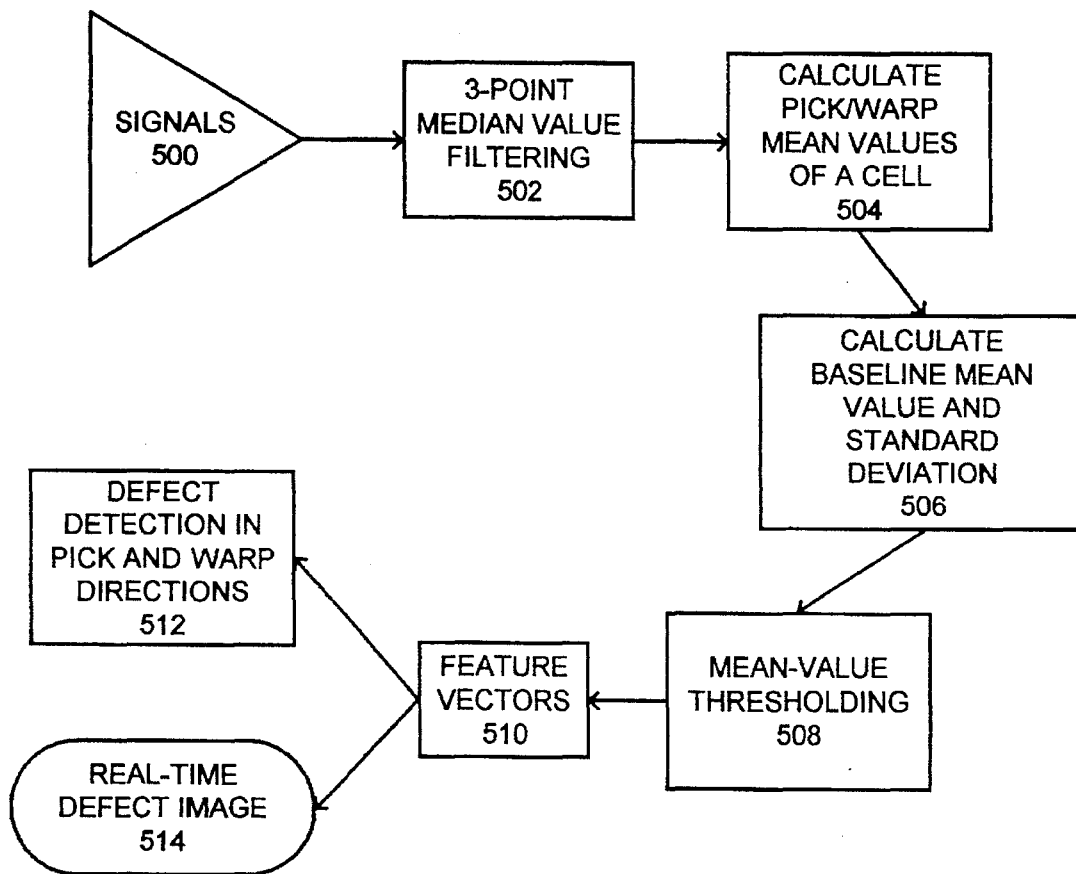 SIGNALS
500
3-POINT
MEDIAN VALUE
FILTERING
502
CALCULATE
PICK/WARP
MEAN VALUES
OF A CELL
504
CALCULATE
BASELINE MEAN
VALUE AND
STANDARD
DEVIATION
506
MEAN-VALUE
THRESHOLDING
508
FEATURE
VECTORS
510
DEFECT
DETECTION IN
PICK AND WARP
DIRECTIONS
512
REAL-TIME
DEFECT IMAGE
514